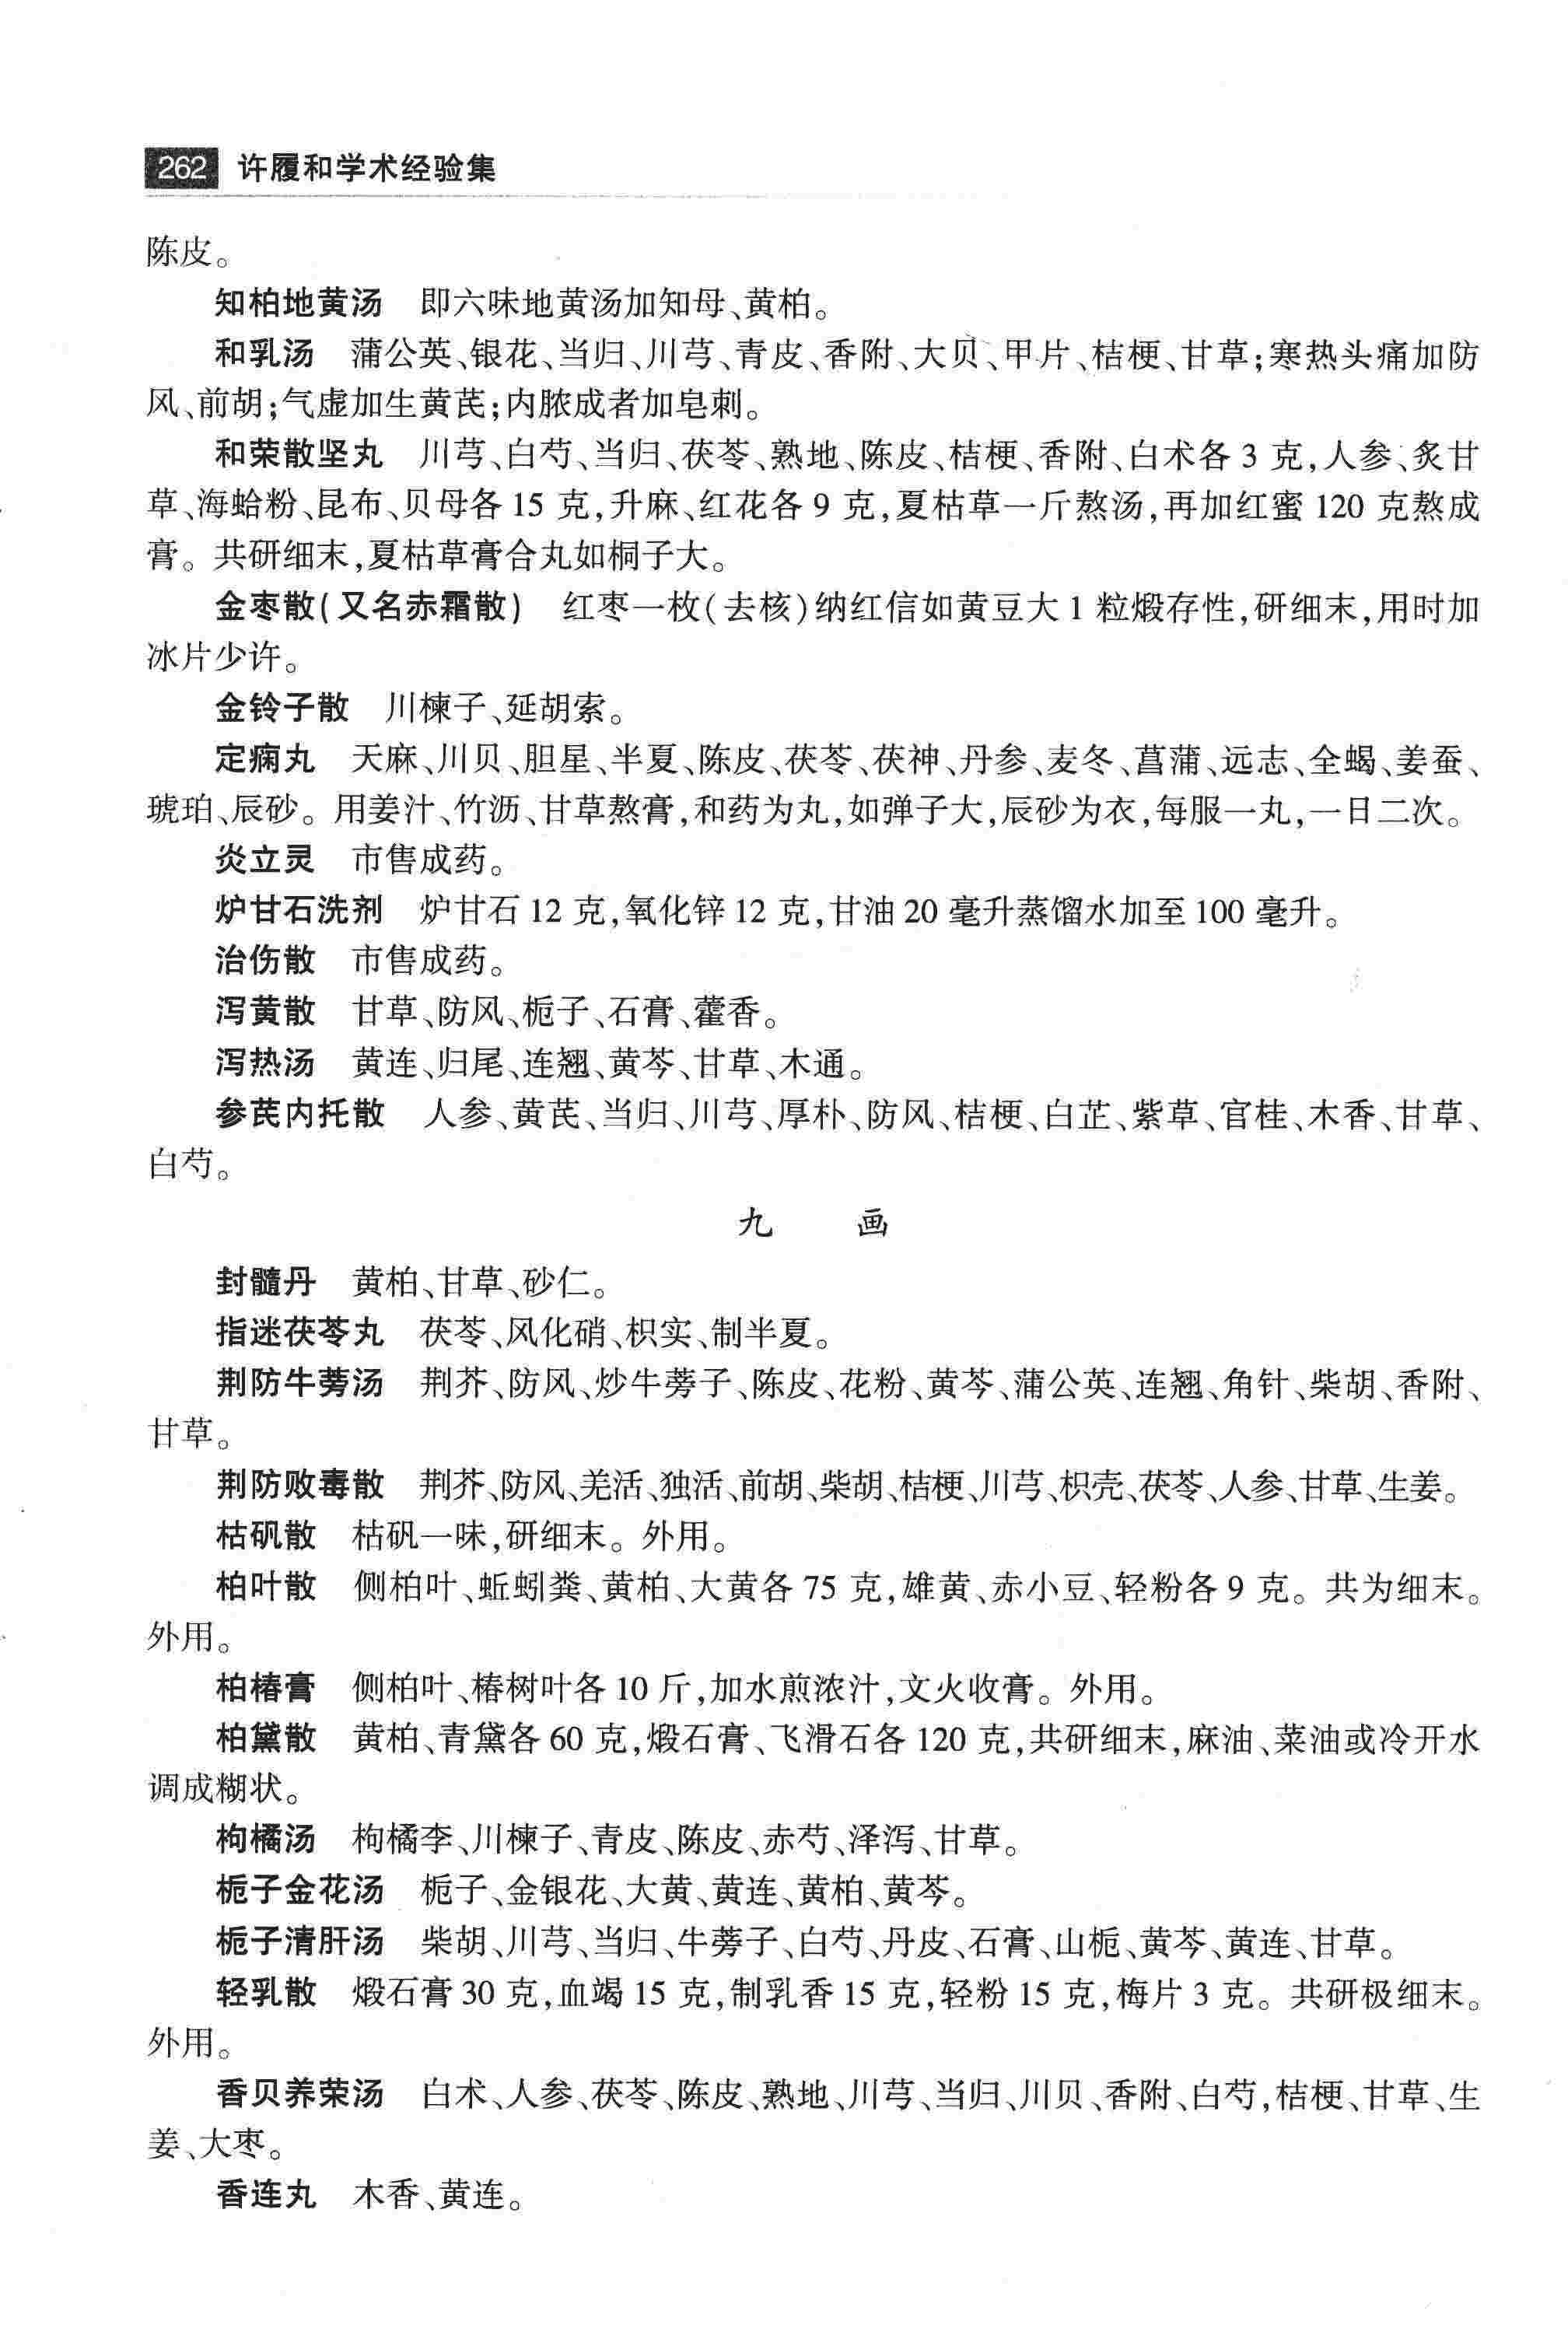 262 许履和学术经验集
陈皮。
知柏地黄汤 即六味地黄汤加知母、黄柏。
和乳汤 蒲公英、银花、当归、川芎、青皮、香附、大贝、甲片、桔梗、甘草;寒热头痛加防
风、前胡;气虚加生黄芪;内脓成者加皂刺。
和荣散坚丸 川芎、白芍、当归、茯苓、熟地、陈皮、桔梗、香附、白术各 3 克,人参、炙甘
草、海蛤粉、昆布、贝母各 15 克,升麻、红花各 9 克,夏枯草一斤熬汤,再加红蜜 120 克熬成
膏。共研细末,夏枯草膏合丸如桐子大。
金枣散(又名赤霜散) 红枣一枚(去核)纳红信如黄豆大 1 粒煅存性,研细末,用时加
冰片少许。
金铃子散 川楝子、延胡索。
定痫丸 天麻、川贝、胆星、半夏、陈皮、茯苓、茯神、丹参、麦冬、菖蒲、远志、全蝎、姜蚕、
琥珀、辰砂。用姜汁、竹沥、甘草熬膏,和药为丸,如弹子大,辰砂为衣,每服一丸,一日二次。
炎立灵 市售成药。
炉甘石洗剂 炉甘石 12 克,氧化锌 12 克,甘油 20 毫升蒸馏水加至 100 毫升。
治伤散 市售成药。
泻黄散 甘草、防风、栀子、石膏、藿香。
泻热汤 黄连、归尾、连翘、黄芩、甘草、木通。
参芪内托散 人参、黄芪、当归、川芎、厚朴、防风、桔梗、白芷、紫草、官桂、木香、甘草、
白芍。
九 画
封髓丹 黄柏、甘草、砂仁。
指迷茯苓丸 茯苓、风化硝、枳实、制半夏。
荆防牛蒡汤 荆芥、防风、炒牛蒡子、陈皮、花粉、黄芩、蒲公英、连翘、角针、柴胡、香附、
甘草。
荆防败毒散 荆芥、防风、羌活、独活、前胡、柴胡、桔梗、川芎、枳壳、茯苓、人参、甘草、生姜。
枯矾散 枯矾一味,研细末。外用。
柏叶散 侧柏叶、蚯蚓粪、黄柏、大黄各 75 克,雄黄、赤小豆、轻粉各 9 克。共为细末。
外用。
柏椿膏 侧柏叶、椿树叶各 10 斤,加水煎浓汁,文火收膏。外用。
柏黛散 黄柏、青黛各 60 克,煅石膏、飞滑石各 120 克,共研细末,麻油、菜油或冷开水
调成糊状。
枸橘汤 枸橘李、川楝子、青皮、陈皮、赤芍、泽泻、甘草。
栀子金花汤 栀子、金银花、大黄、黄连、黄柏、黄芩。
栀子清肝汤 柴胡、川芎、当归、牛蒡子、白芍、丹皮、石膏、山栀、黄芩、黄连、甘草。
轻乳散 煅石膏 30 克,血竭 15 克,制乳香 15 克,轻粉 15 克,梅片 3 克。共研极细末。
外用。
香贝养荣汤 白术、人参、茯苓、陈皮、熟地、川芎、当归、川贝、香附、白芍,桔梗、甘草、生
姜、大枣。
香连丸 木香、黄连。